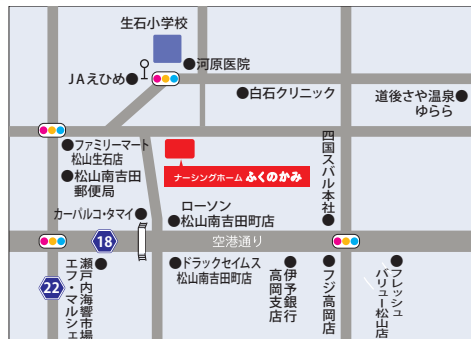 生石小学校
河原医院
JAえひめ
白石クリニック
道後さや温泉
ゆらら
ファミリーマート
松山生石店
松山南吉田
郵便局
ナーシングホーム ふくのかみ
四国スバル本社
カーパルコ・タマイ
ローソン
松山南吉田町店
18
空港通り
22
瀬戸内海響市場
エフ・マルシェ
ドラックセイムス
松山南吉田町店
伊予銀行
高岡支店
フジ高岡店
フレッシュ
バリュー松山店